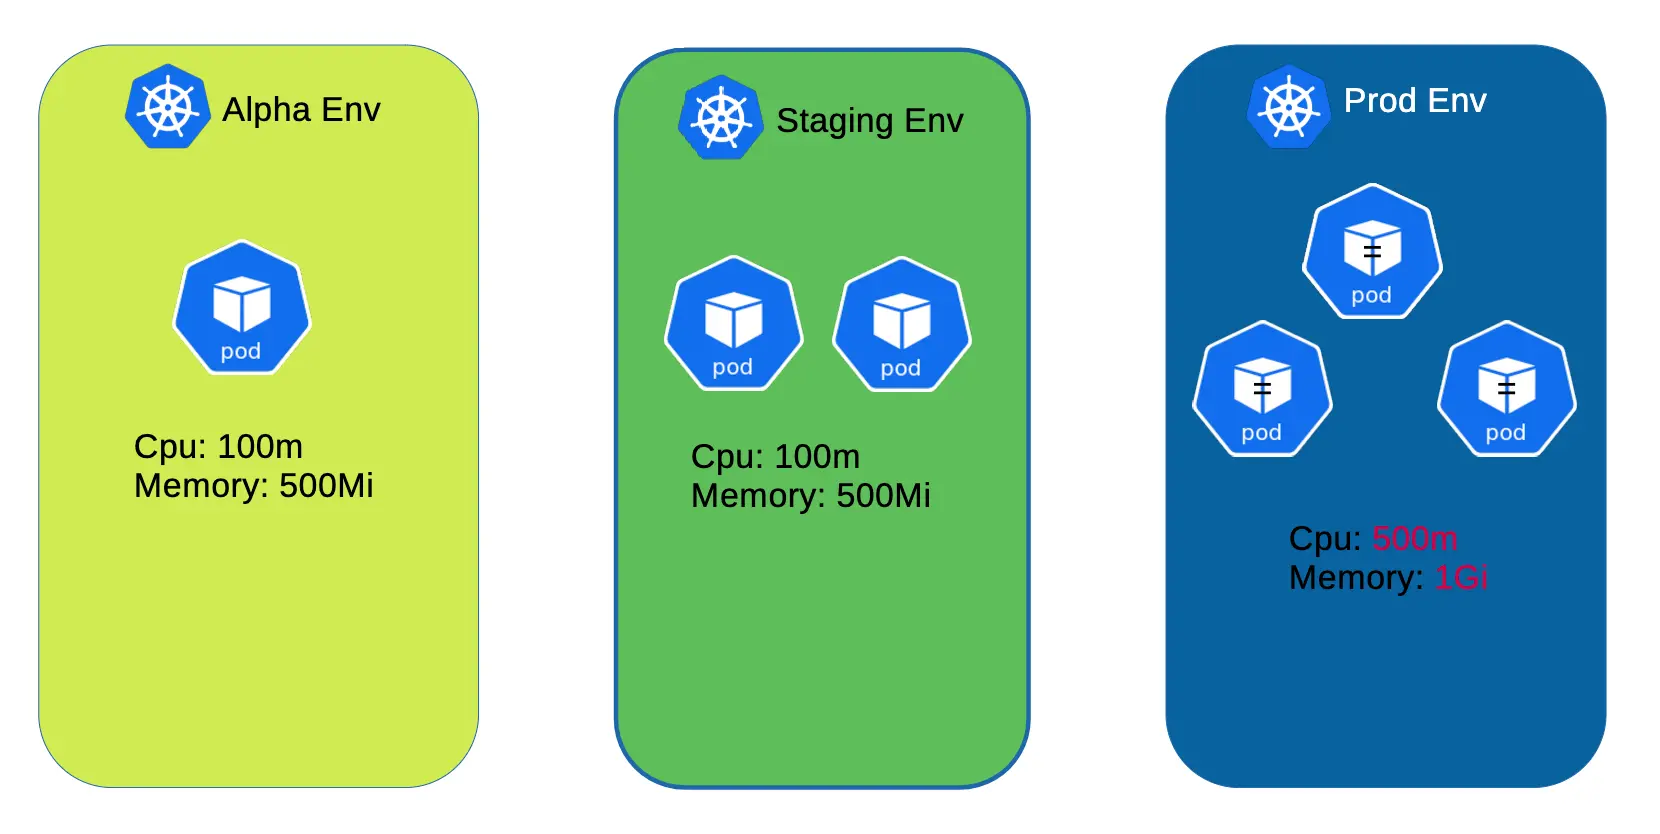 Alpha Env
pod
Cpu: 100m
Memory: 500Mi
Staging Env
pod
pod
Cpu: 100m
Memory: 500Mi
Prod Env
pod
pod
pod
Cpu: 500m
Memory: 1Gi